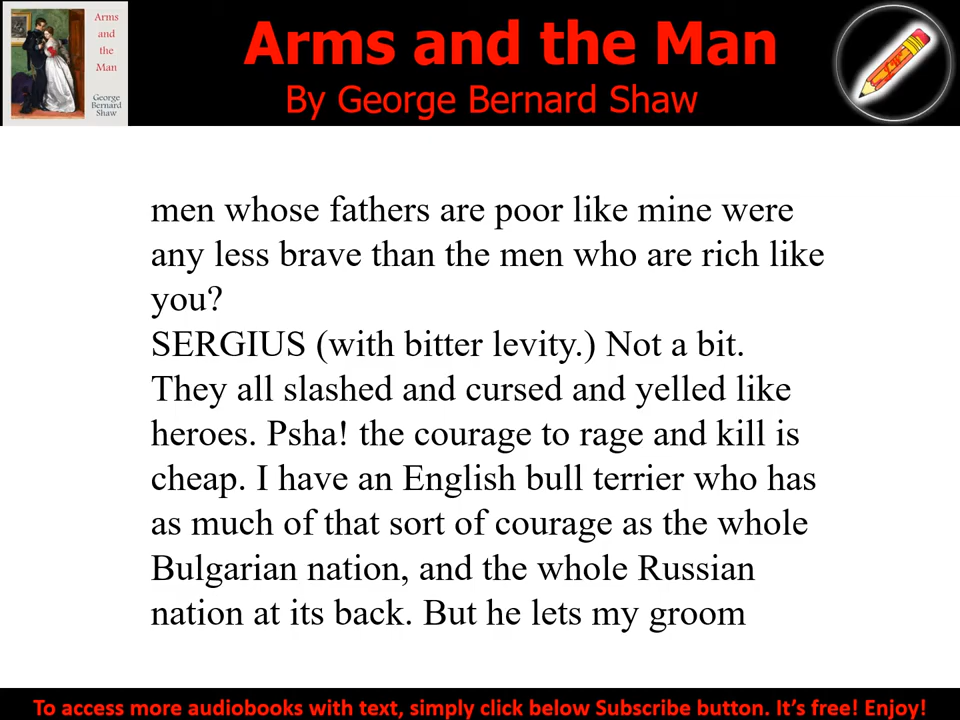 Arms
and
the
Man
George
Bernard
Shaw
Arms and the Man
By George Bernard Shaw
men whose fathers are poor like mine were
any less brave than the men who are rich like
you?
SERGIUS (with bitter levity.) Not a bit.
They all slashed and cursed and yelled like
heroes. Psha! the courage to rage and kill is
cheap. I have an English bull terrier who has
as much of that sort of courage as the whole
Bulgarian nation, and the whole Russian
nation at its back. But he lets my groom
To access more audiobooks with text, simply click below Subscribe button. It's free! Enjoy!